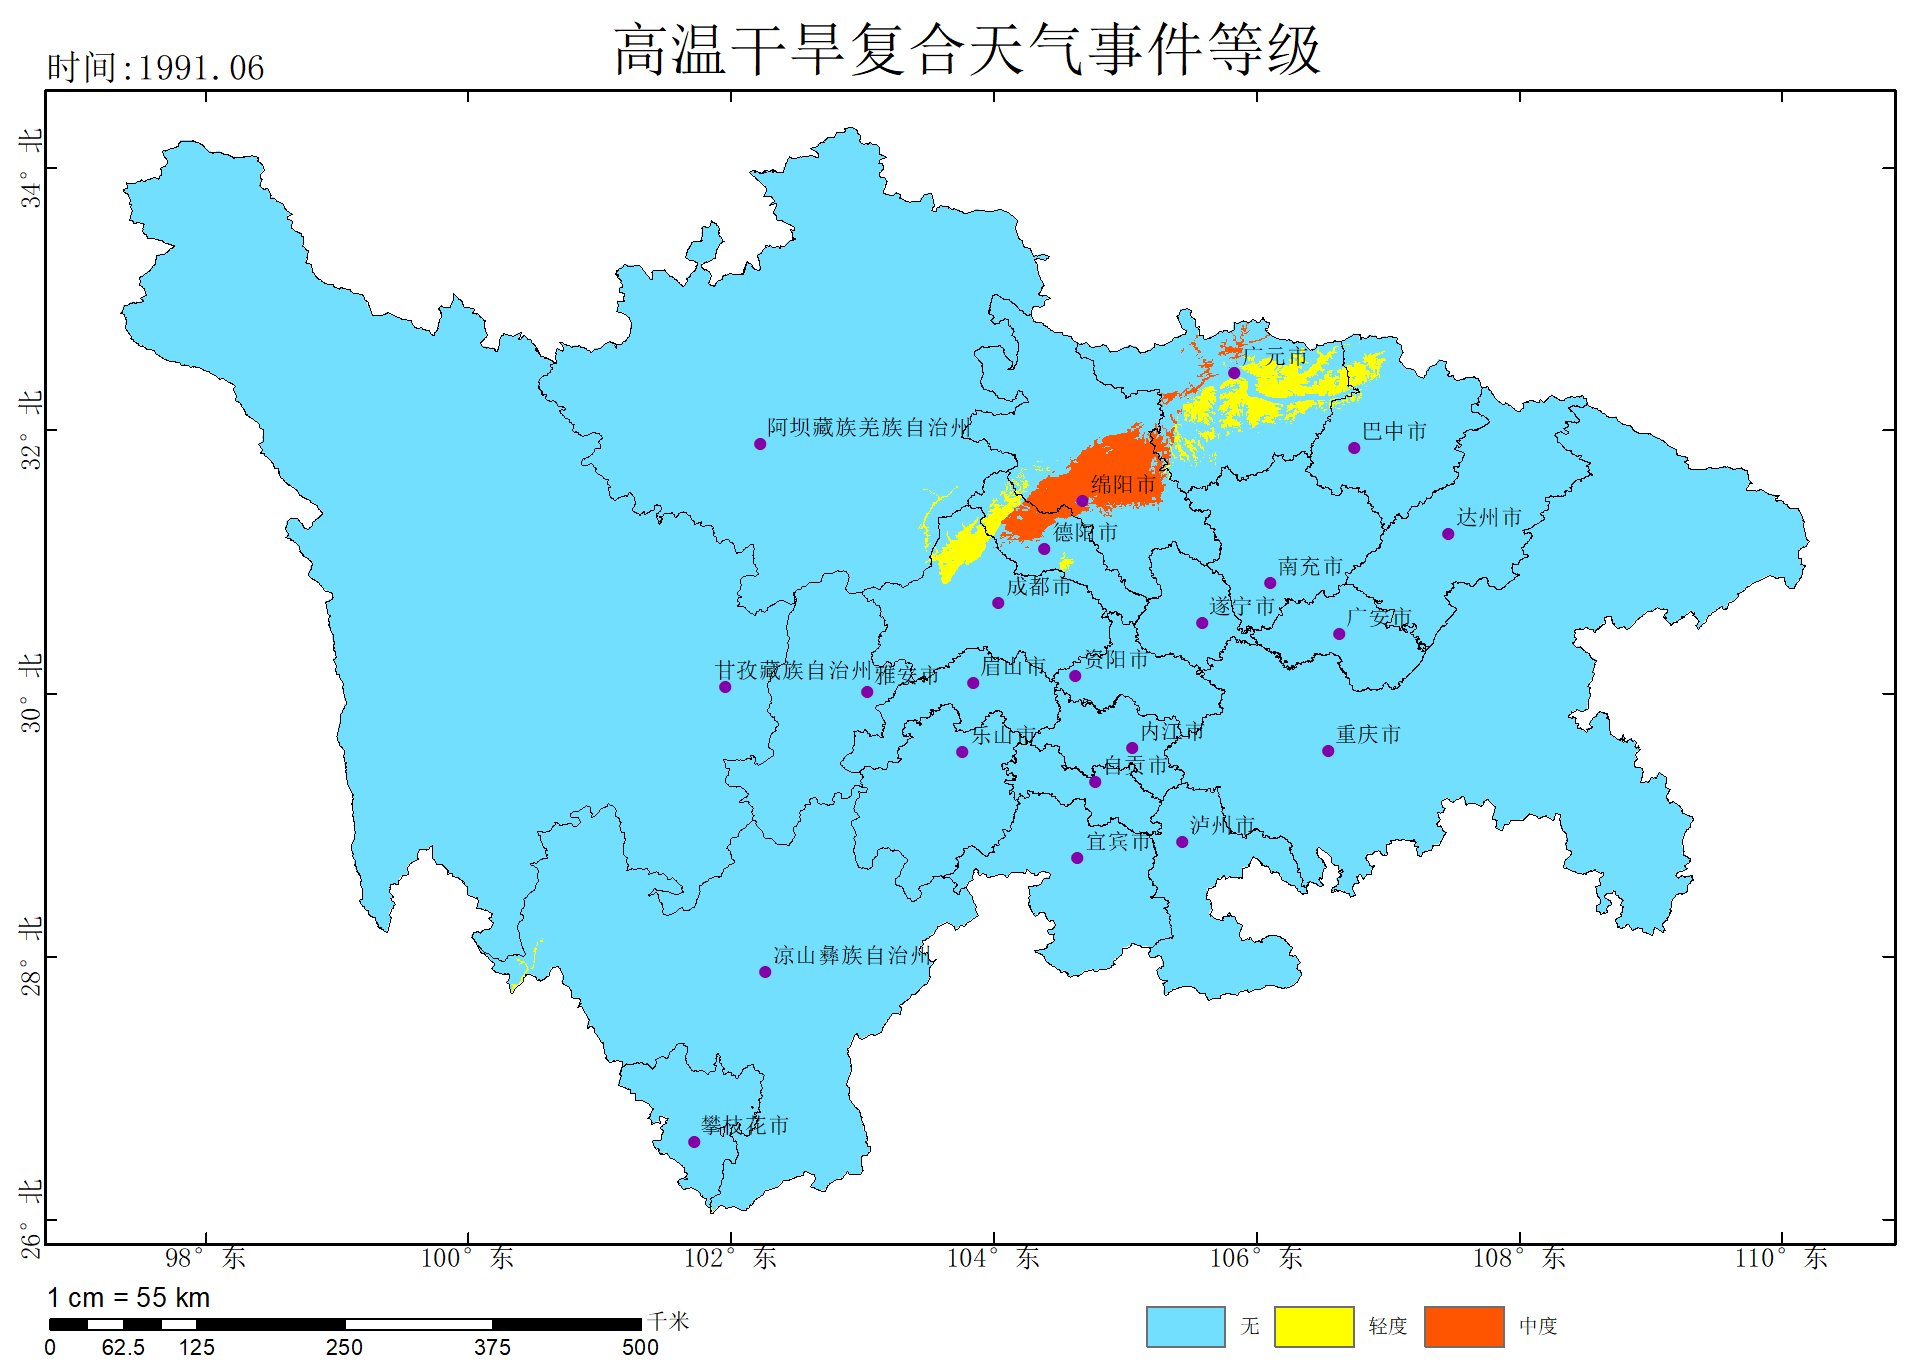 高温干旱复合天气事件等级
时间:1991.06
34° 北
32° 北
30° 北
28° 北
26° 北
广元市
阿坝藏族羌族自治州
巴中市
绵阳市
达州市
德阳市
南充市
成都市
遂宁市
广安市
甘孜藏族自治州
雅安市
眉山市
资阳市
乐山市
内江市
重庆市
自贡市
泸州市
宜宾市
凉山彝族自治州
攀枝花市
98° 东
100° 东
102° 东
104° 东
106° 东
108° 东
110° 东
1 cm = 55 km
千米
0 62.5 125 250 375 500
无 轻度 中度